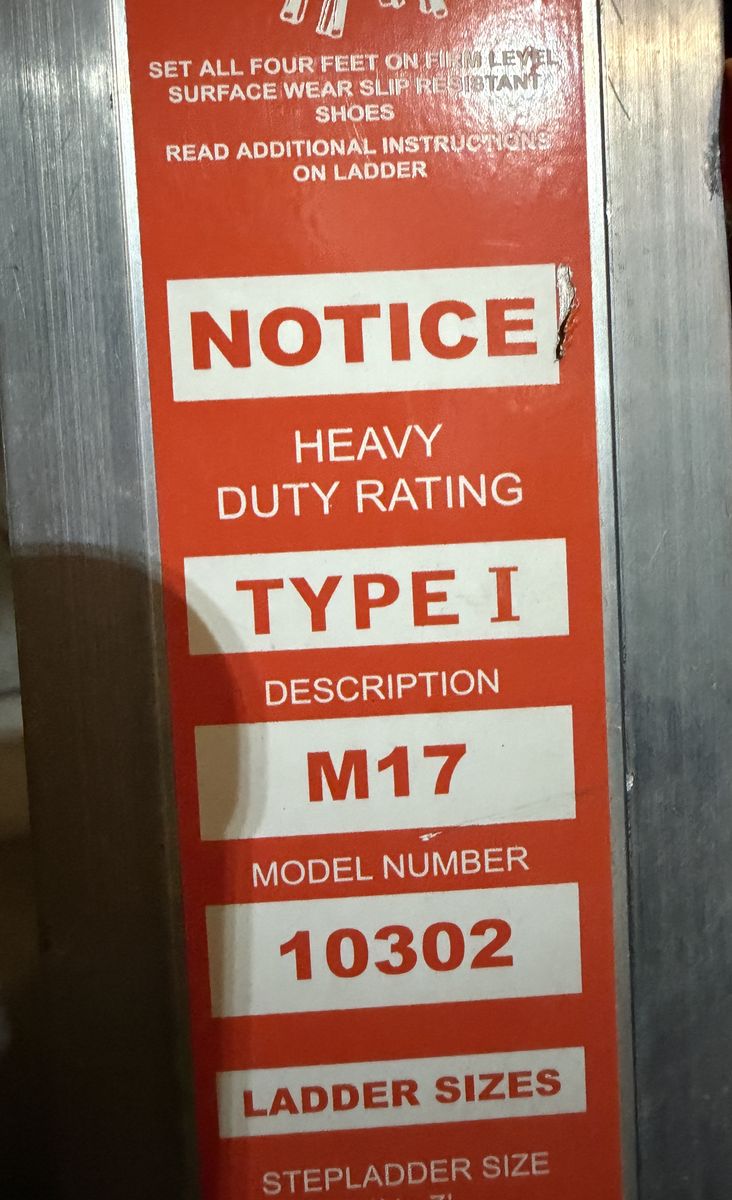 SET ALL FOUR FEET ON FIRM LEVEL
SURFACE WEAR SLIP RESISTANT
SHOES
READ ADDITIONAL INSTRUCTIONS
ON LADDER
NOTICE
HEAVY
DUTY RATING
TYPE I
DESCRIPTION
M17
MODEL NUMBER
10302
LADDER SIZES
STEPLADDER SIZE